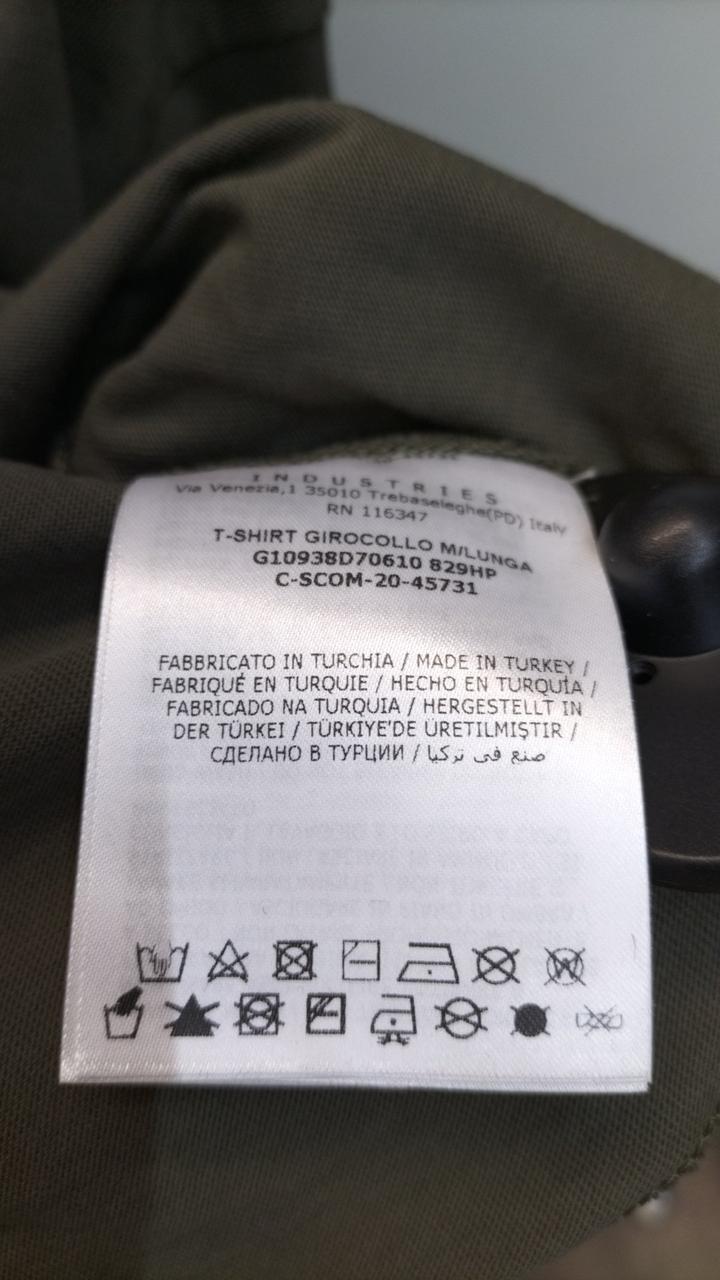 INDUSTRIES
Via Venezia,1 35010 Trebaseleghe(PD) Italy
RN 116347
T-SHIRT GIROCOLLO M/LUNGA
G10938D70610 829HP
C-SCOM-20-45731
FABBRICATO IN TURCHIA / MADE IN TURKEY /
FABRIQUÉ EN TURQUIE / HECHO EN TURQUÍA /
FABRICADO NA TURQUIA / HERGESTELLT IN
DER TÜRKEI / TÜRKIYE'DE ÜRETILMIŞTIR /
СДЕЛАНО В ТУРЦИИ / صنع فى تركيا